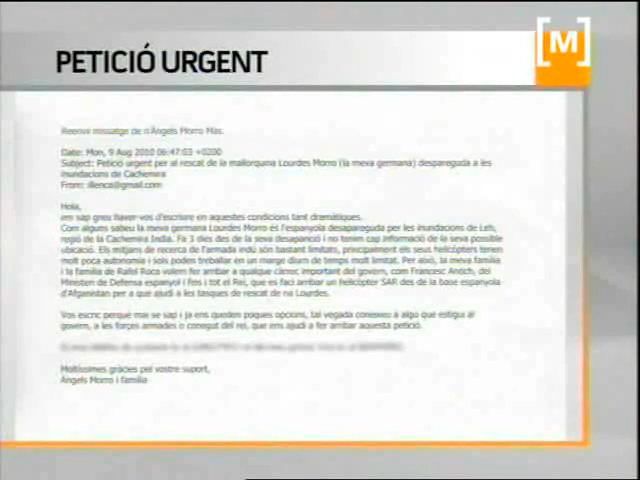 PETICIÓ URGENT
[M]
Reenvii missatge de n'Àngels Morro Mas.
Date: Mon, 9 Aug 2010 06:47:03 +0200
Subject: Petició urgent per al rescat de la mallorquina Lourdes Morro (la meva germana) despareguda a les
inundacions de Cachemira
From: illenca@gmail.com
Hola,
em sap greu haver-vos d'escriure en aquestes condicions tant dramàtiques.
Com alguns sabeu la meva germana Lourdes Morro és l'espanyola desapareguda per les inundacions de Leh,
regió de la Cachemira Índia. Fa 3 dies des de la seva desaparició i no tenim cap informació de la seva possible
ubicació. Els mitjans de recerca de l'armada indú són bastant limitats, principalment els seus helicòpters tenen
molt poca autonomia i sols poden treballar en un marge diürn de temps molt limitat. Per això, la meva família
i la família de Rafel Roca volem fer arribar a qualque càrrec important del govern, com Francesc Antich, del
Ministeri de Defensa espanyol i fins i tot el Rei, que es faci arribar un helicòpter SAR des de la base espanyola
d'Afganistan per a que ajudi a les tasques de rescat de na Lourdes.
Vos escric perquè mai se sap i ja ens queden poques opcions, tal vegada coneixeu a algú que estigui al
govern, a les forces armades o conegut del rei, que ens ajudi a fer arribar aquesta petició.
Moltíssimes gràcies pel vostre suport,
Àngels Morro i família